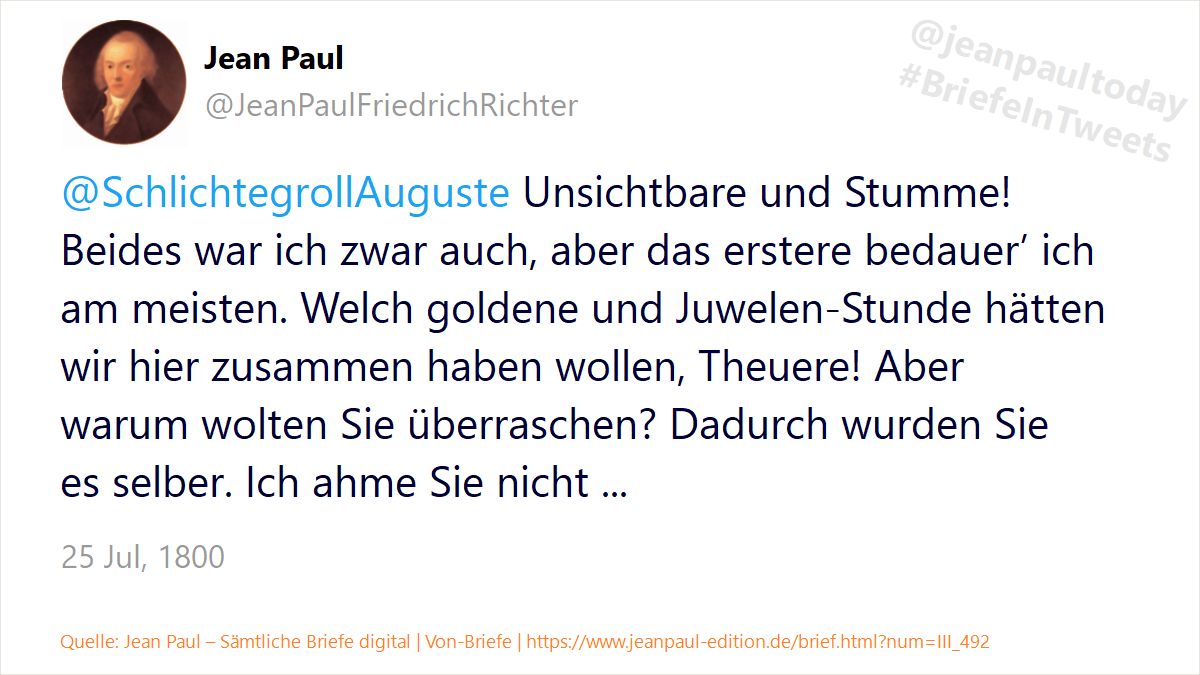 Jean Paul
@JeanPaulFriedrichRichter
@jeanpaultoday
#BriefeInTweets
@SchlichtegrollAuguste Unsichtbare und Stumme!
Beides war ich zwar auch, aber das erstere bedauer’ ich
am meisten. Welch goldene und Juwelen-Stunde hätten
wir hier zusammen haben wollen, Theuere! Aber
warum wolten Sie überraschen? Dadurch wurden Sie
es selber. Ich ahme Sie nicht ...
25 Jul, 1800
Quelle: Jean Paul – Sämtliche Briefe digital | Von-Briefe | https://www.jeanpaul-edition.de/brief.html?num=III_492